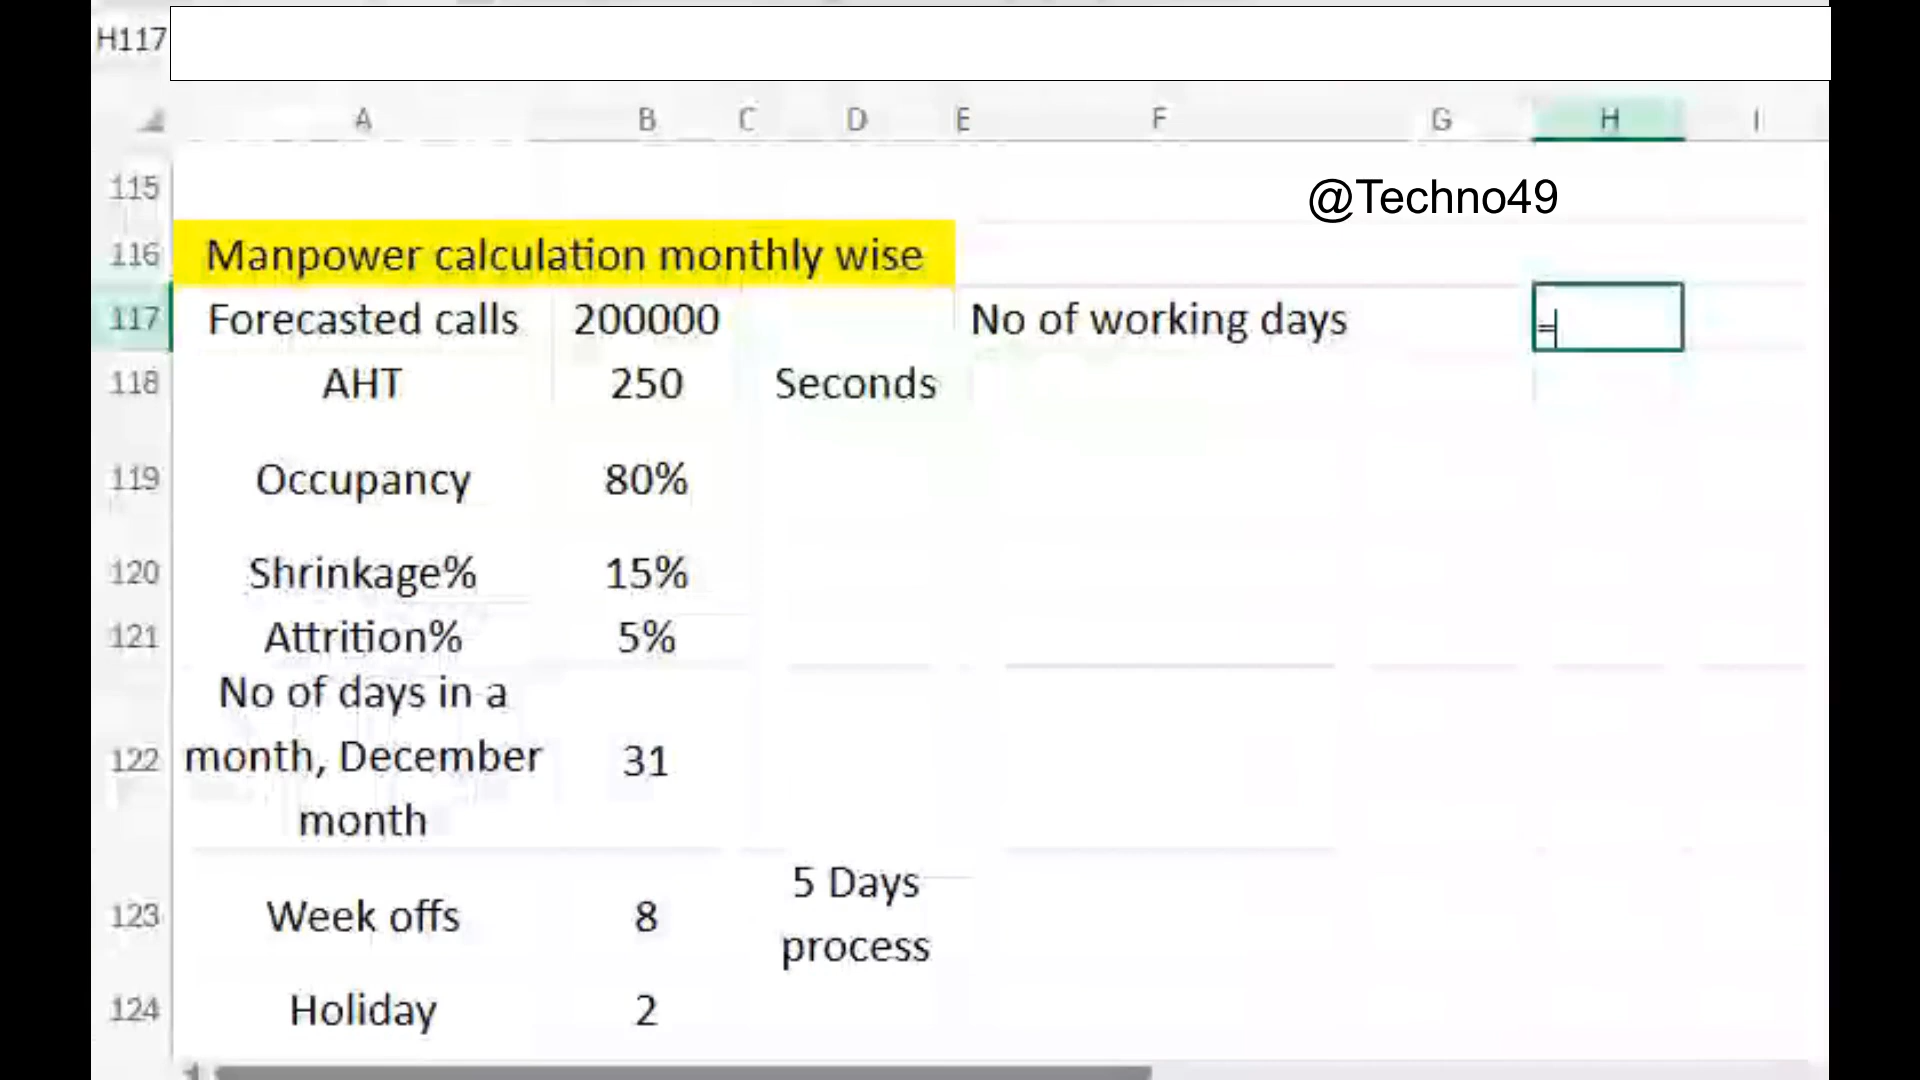 H117
A B C D E F G H I
115
@Techno49
116 Manpower calculation monthly wise
117 Forecasted calls 200000 No of working days =
118 AHT 250 Seconds
119 Occupancy 80%
120 Shrinkage% 15%
121 Attrition% 5%
No of days in a
122 month, December 31
month
5 Days
123 Week offs 8
process
124 Holiday 2